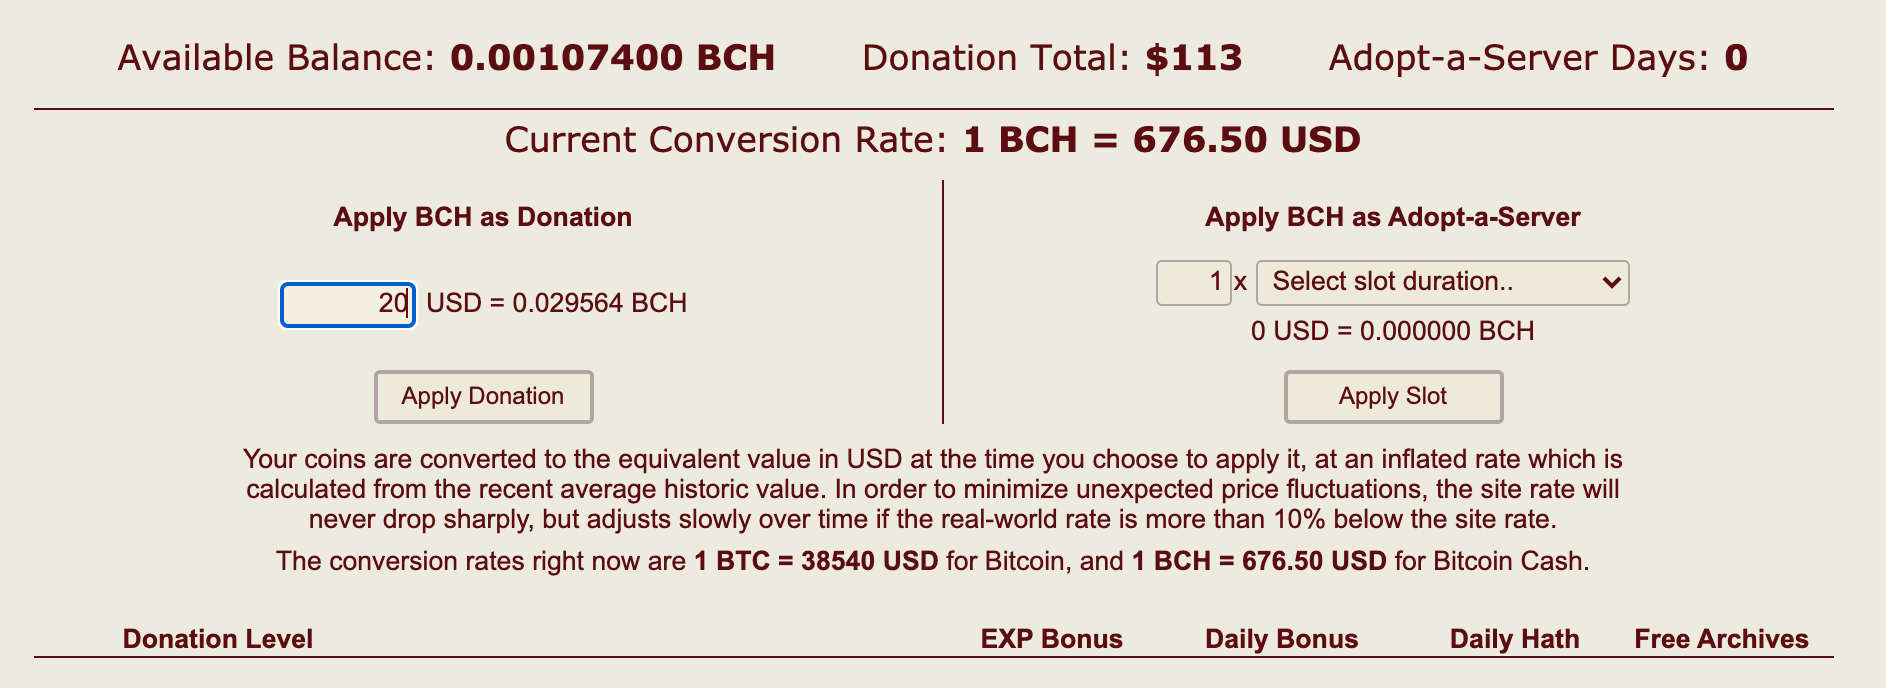 Available Balance: 0.00107400 BCH Donation Total: $113 Adopt-a-Server Days: 0
Current Conversion Rate: 1 BCH = 676.50 USD
Apply BCH as Donation
20 USD = 0.029564 BCH
Apply Donation
Apply BCH as Adopt-a-Server
1 x Select slot duration..
0 USD = 0.000000 BCH
Apply Slot
Your coins are converted to the equivalent value in USD at the time you choose to apply it, at an inflated rate which is
calculated from the recent average historic value. In order to minimize unexpected price fluctuations, the site rate will
never drop sharply, but adjusts slowly over time if the real-world rate is more than 10% below the site rate.
The conversion rates right now are 1 BTC = 38540 USD for Bitcoin, and 1 BCH = 676.50 USD for Bitcoin Cash.
Donation Level EXP Bonus Daily Bonus Daily Hath Free Archives